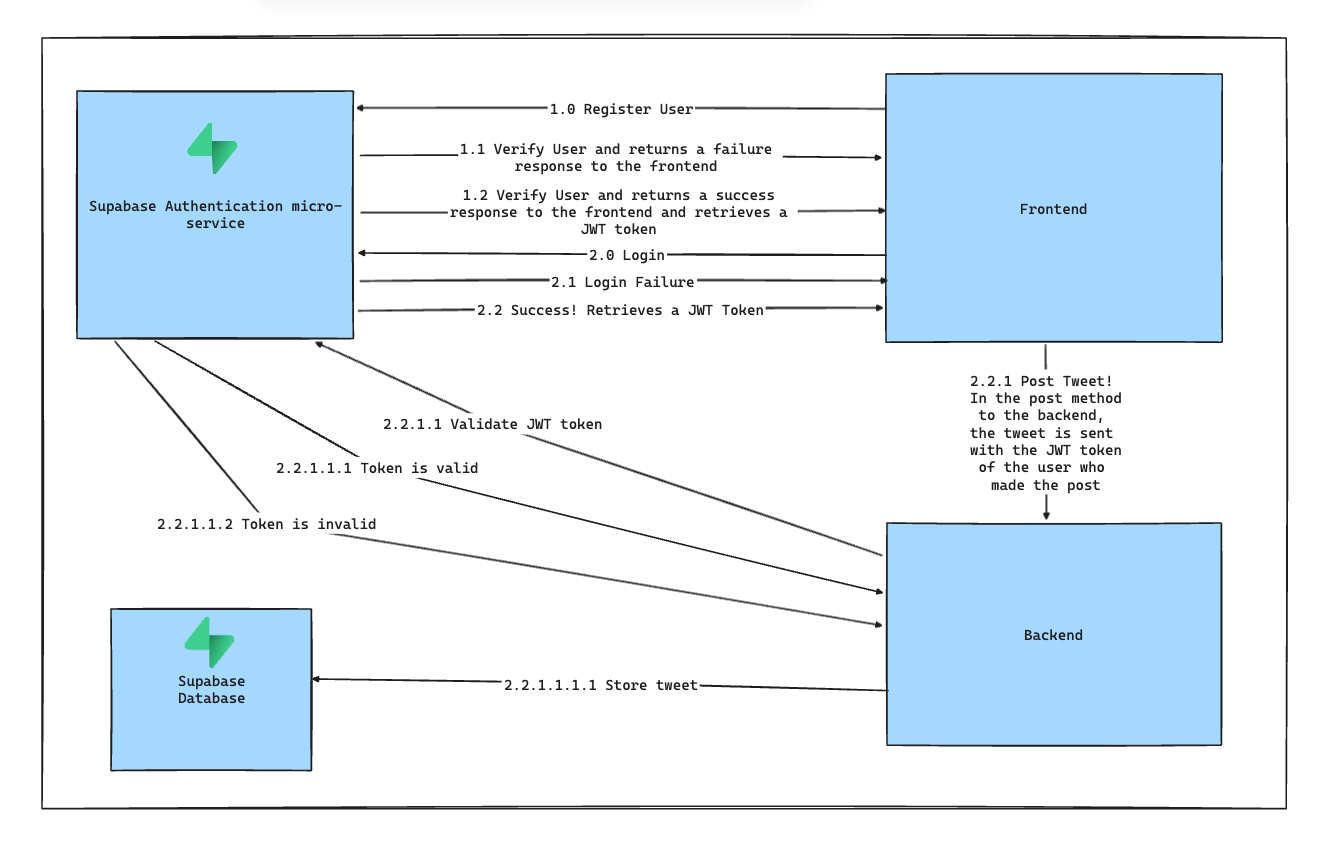 1.0 Register User
1.1 Verify User and returns a failure
response to the frontend
1.2 Verify User and returns a success
response to the frontend and retrieves a
JWT token
Supabase Authentication micro-
service
Frontend
2.0 Login
2.1 Login Failure
2.2 Success! Retrieves a JWT Token
2.2.1 Post Tweet!
In the post method
to the backend,
the tweet is sent
with the JWT token
of the user who
made the post
2.2.1.1 Validate JWT token
2.2.1.1.1 Token is valid
2.2.1.1.2 Token is invalid
Backend
Supabase
Database
2.2.1.1.1.1 Store tweet